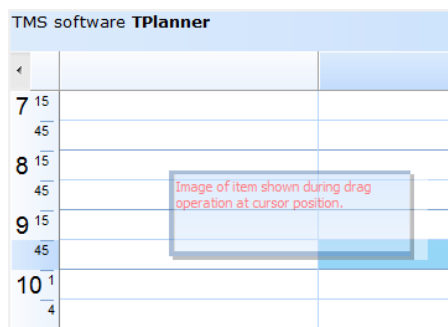 TMS software TPlanner
7 15
45
8 15
45
Image of item shown during drag
operation at cursor position.
9 15
45
10 1
4